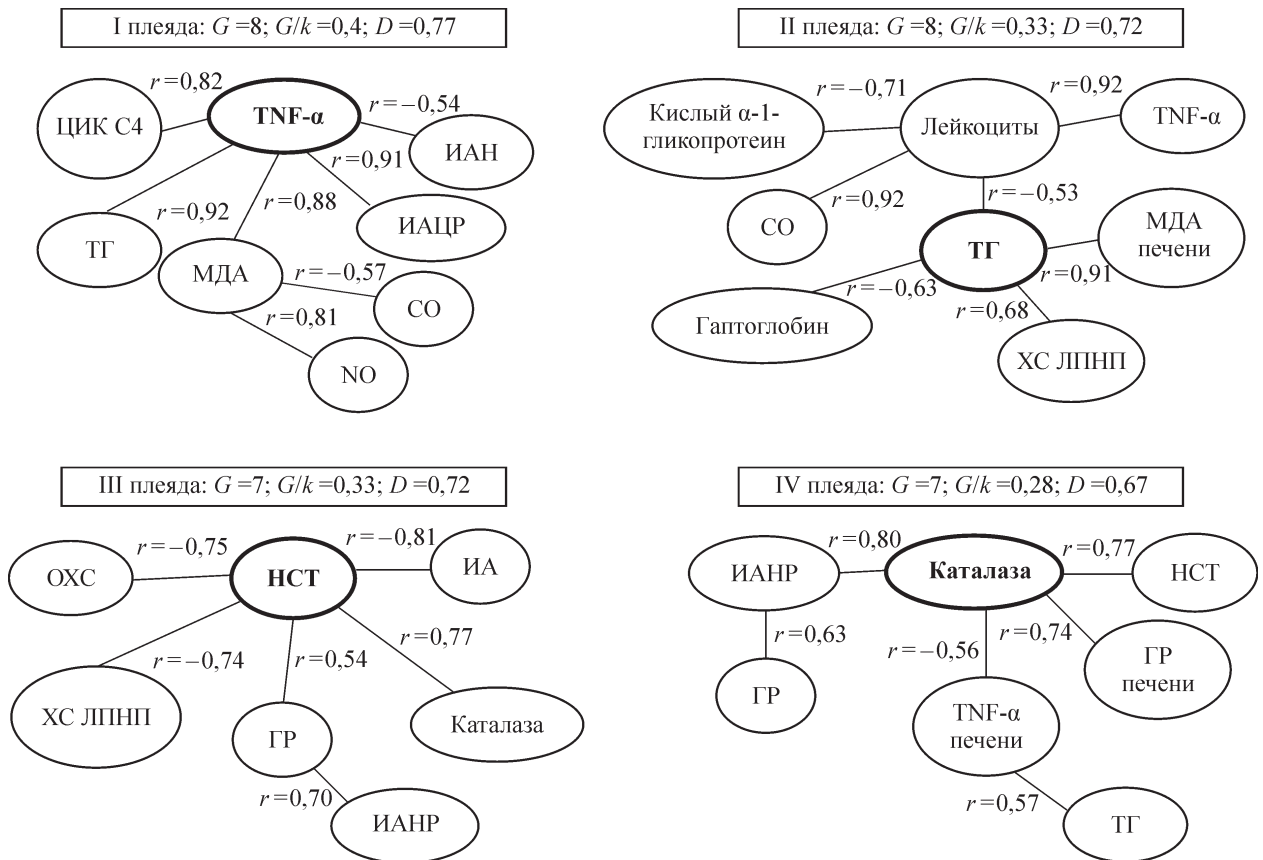 I плеяда: G =8; G/k =0,4; D =0,77
r =0,82
TNF-α
r =−0,54
ЦИК С4
ИАН
r =0,91
r =0,92
r =0,88
ИАЦР
ТГ
МДА
r =−0,57
СО
r =0,81
NO
II плеяда: G =8; G/k =0,33; D =0,72
r =−0,71
r =0,92
Кислый α-1-
гликопротеин
Лейкоциты
TNF-α
r =0,92
r =−0,53
СО
МДА
печени
ТГ
r =−0,63
r =0,91
r =0,68
Гаптоглобин
ХС ЛПНП
III плеяда: G =7; G/k =0,33; D =0,72
r =−0,75
r =−0,81
ОХС
НСТ
ИА
r =−0,74
r =0,54
r =0,77
ХС ЛПНП
ГР
Каталаза
r =0,70
ИАНР
IV плеяда: G =7; G/k =0,28; D =0,67
r =0,80
r =0,77
ИАНР
Каталаза
НСТ
r =0,63
r =−0,56
r =0,74
ГР
печени
ГР
TNF-α
печени
r =0,57
ТГ